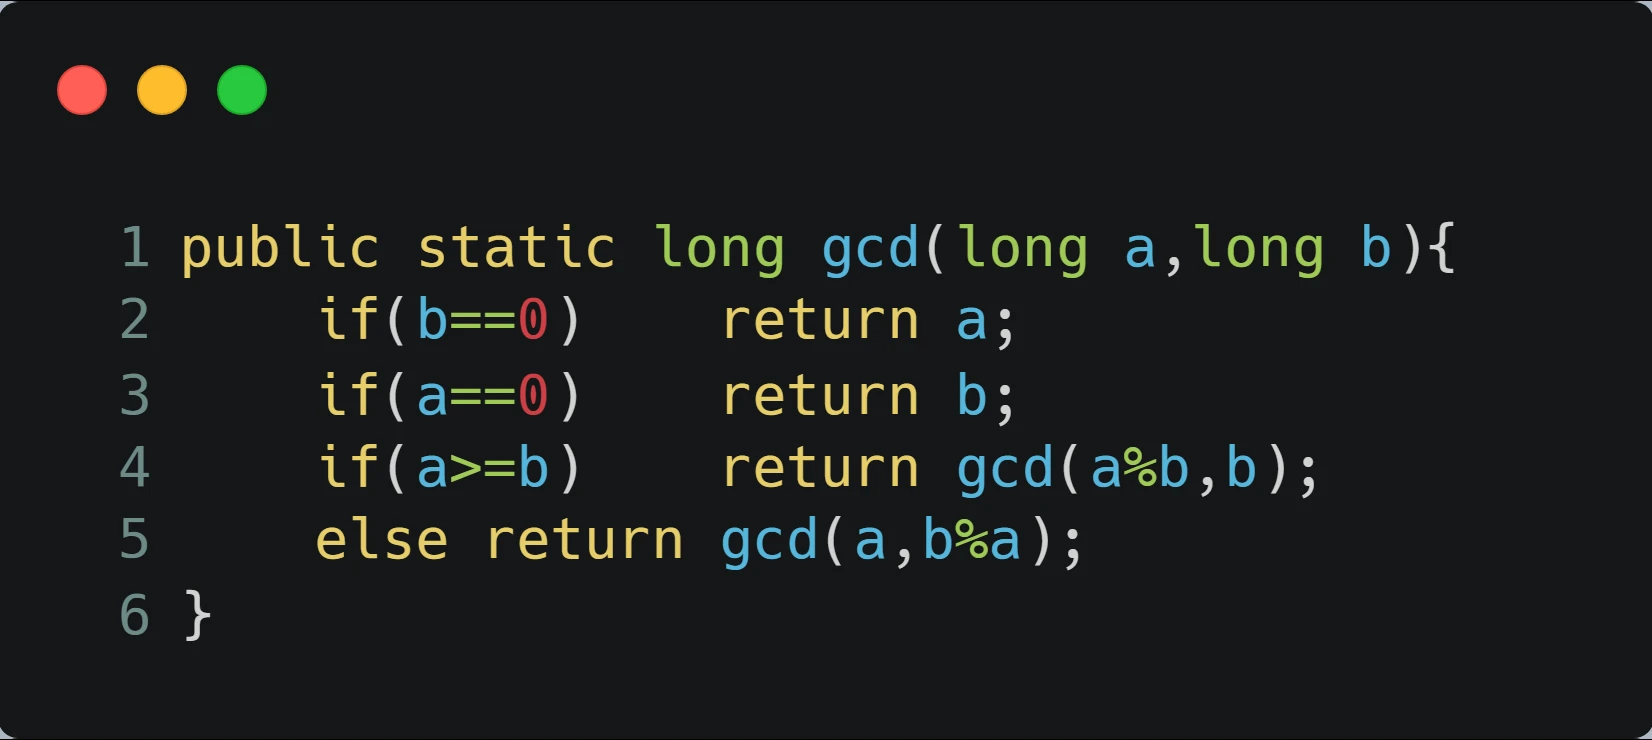 1 public static long gcd(long a,long b){
2     if(b==0)    return a;
3     if(a==0)    return b;
4     if(a>=b)    return gcd(a%b,b);
5     else return gcd(a,b%a);
6 }